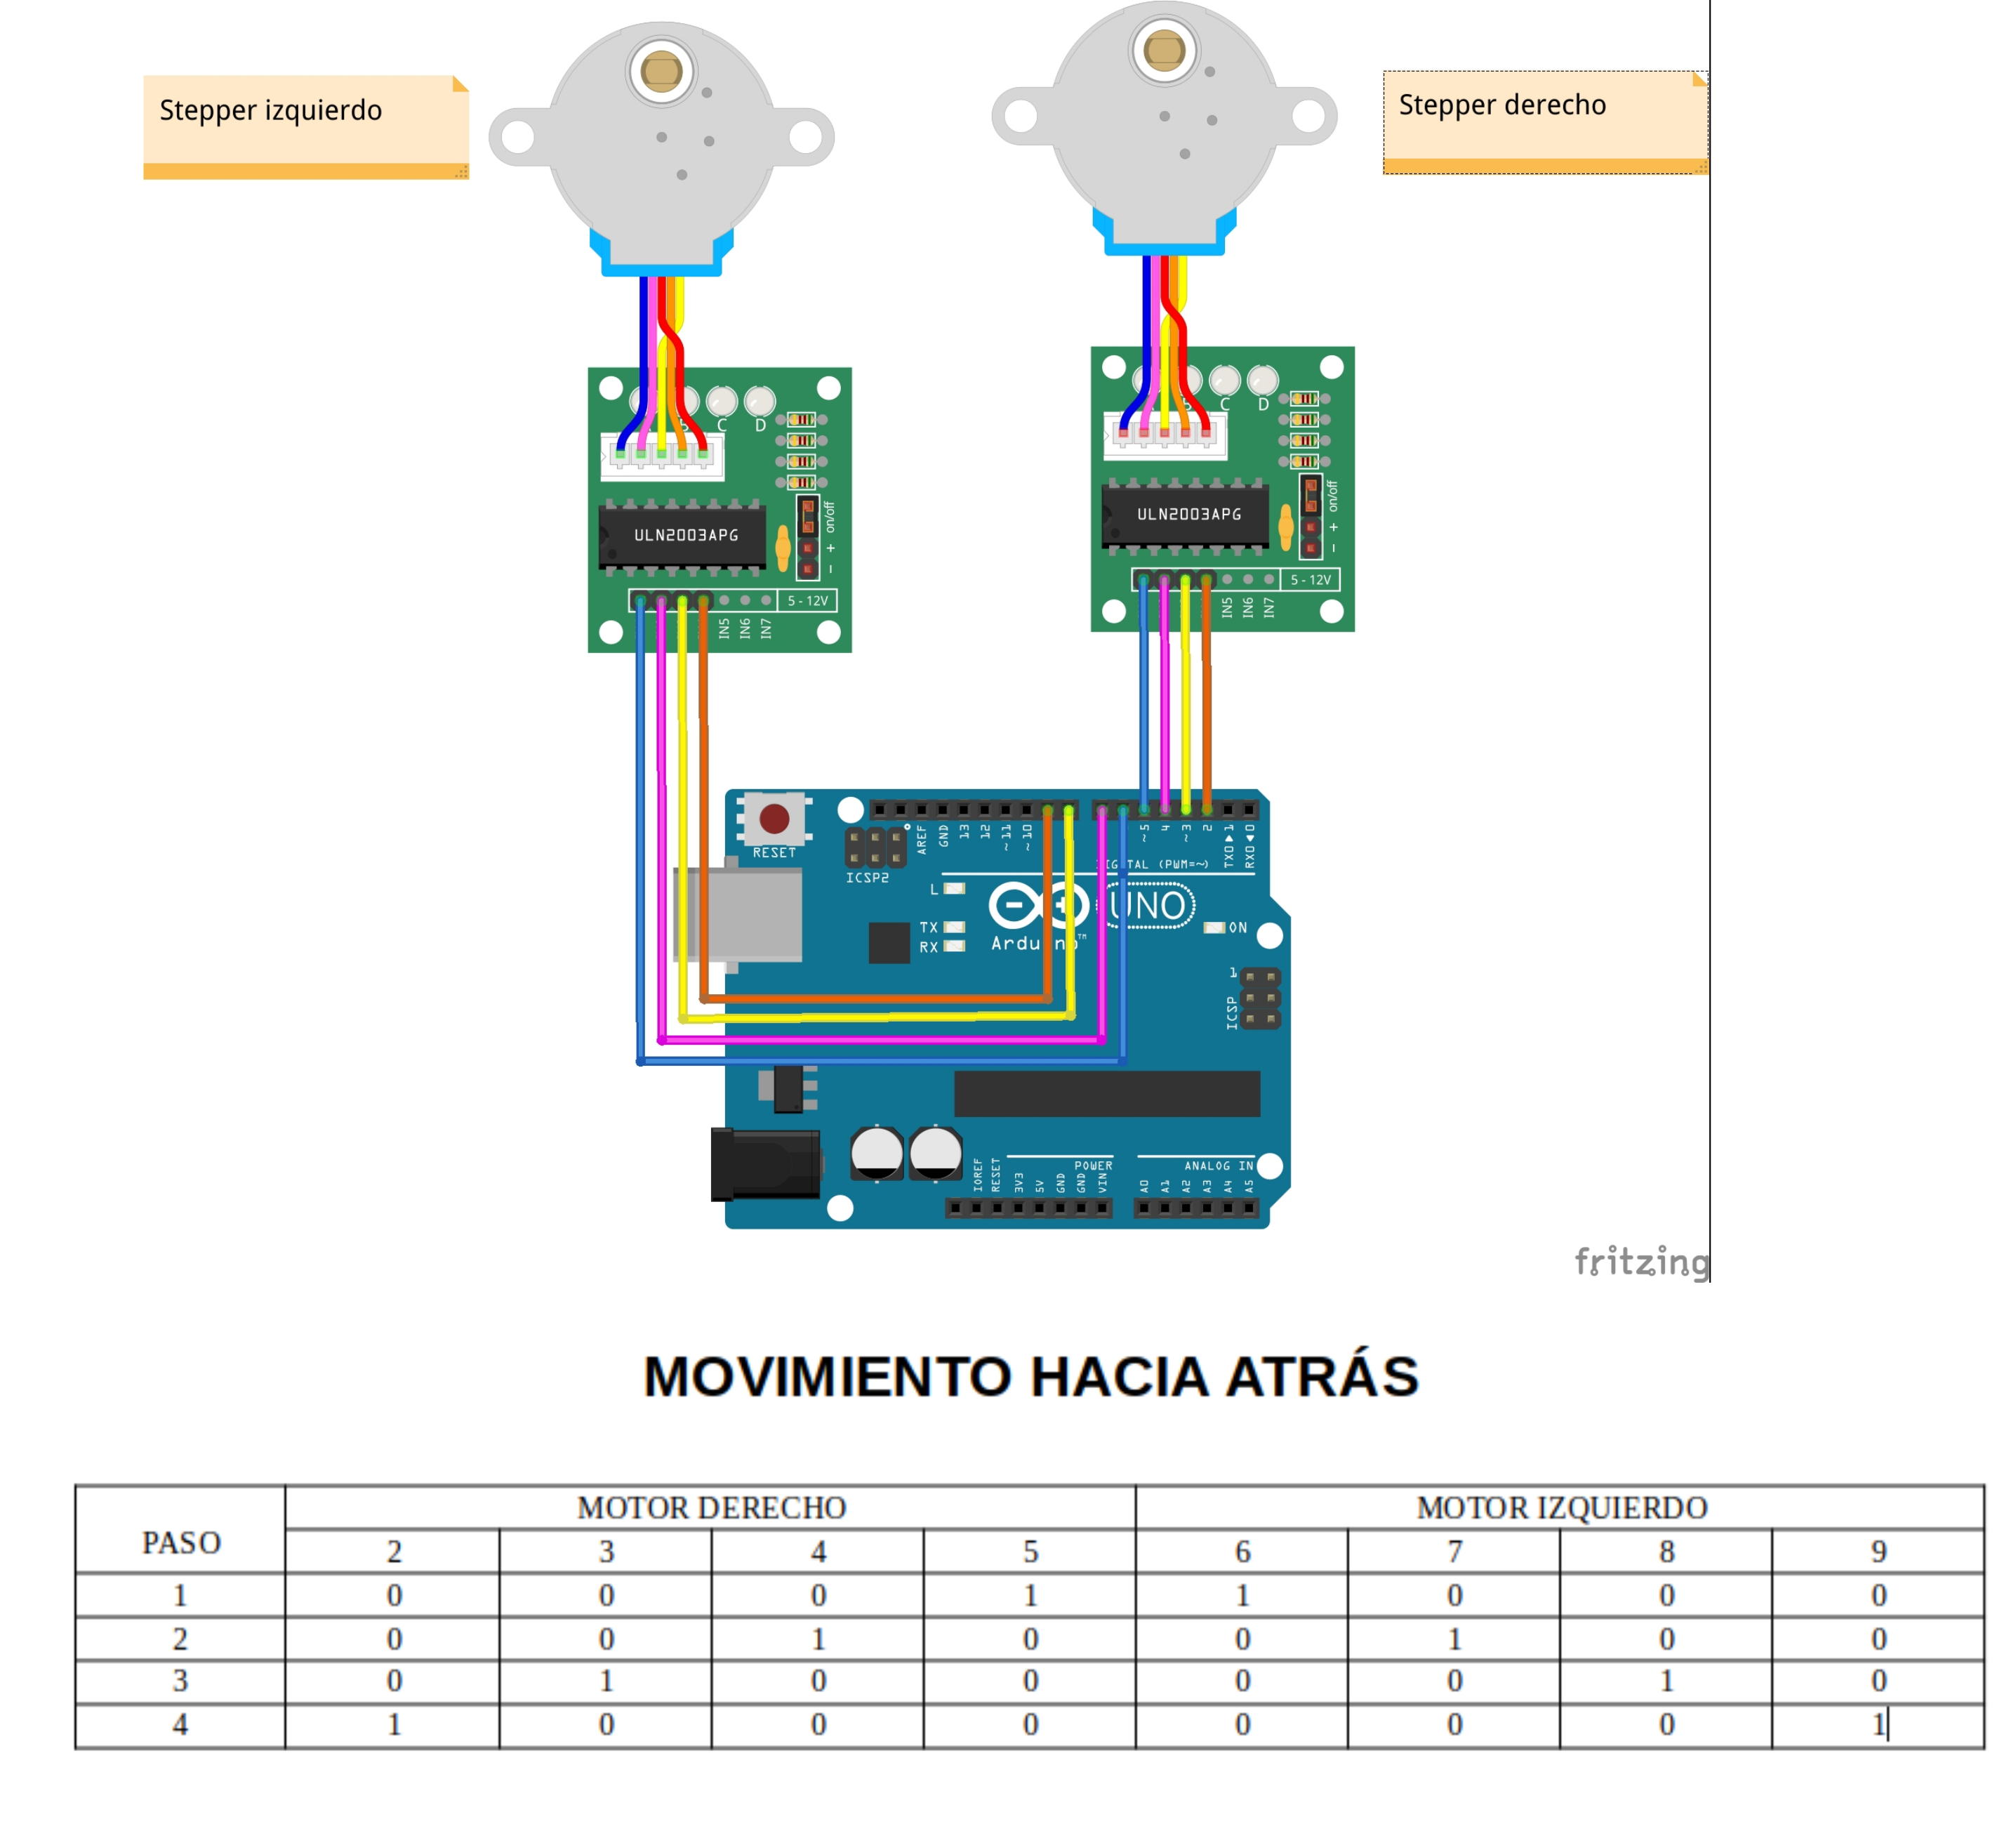 Stepper izquierdo
Stepper derecho
C
D
on/off
+
−
ULN2003APG
5 - 12V
IN5
IN6
IN7
C
D
on/off
+
−
ULN2003APG
5 - 12V
IN5
IN6
IN7
RESET
ICSP2
AREF
GND
13
12
~11
~10
~5
4
~3
2
TX0▶1
RX0◀0
L
TX
RX
Arduino™
UNO
ON
1
ICSP
IOREF
RESET
3V3
5V
GND
GND
VIN
POWER
A0
A1
A2
A3
A4
A5
ANALOG IN
fritzing
MOVIMIENTO HACIA ATRÁS
PASO MOTOR DERECHO MOTOR IZQUIERDO
2 3 4 5 6 7 8 9
1 0 0 0 1 1 0 0 0
2 0 0 1 0 0 1 0 0
3 0 1 0 0 0 0 1 0
4 1 0 0 0 0 0 0 1